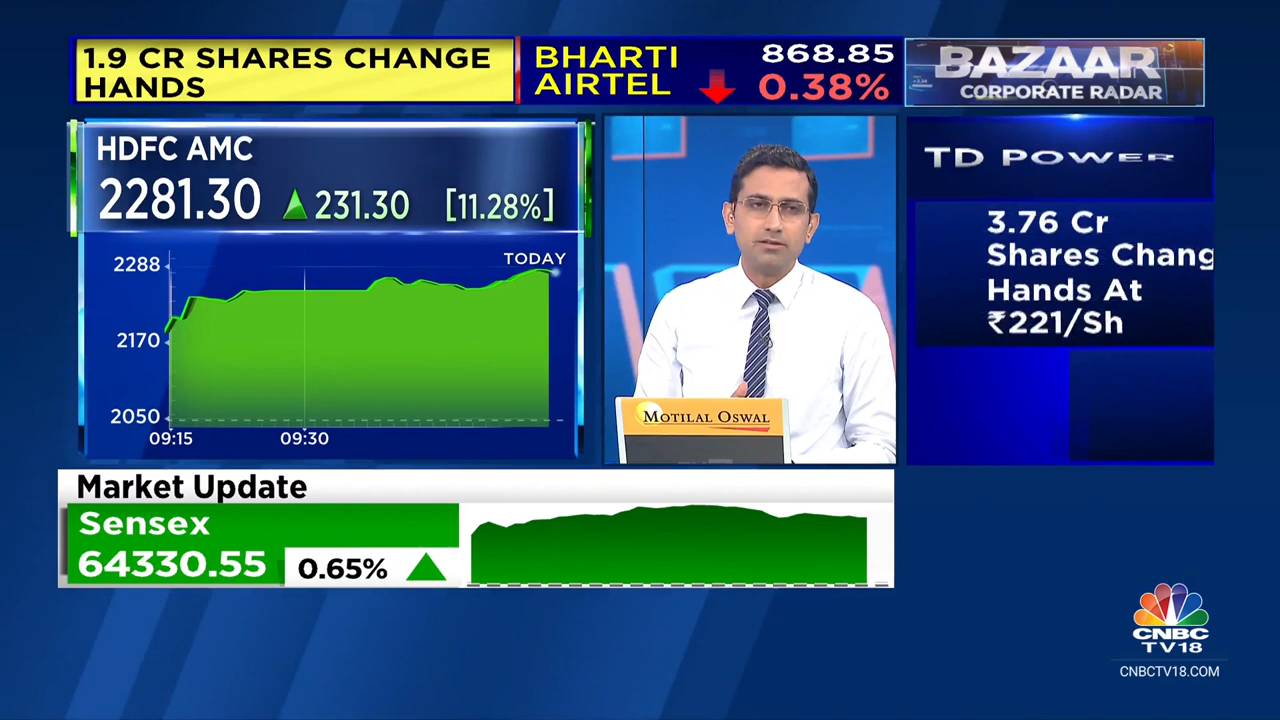 1.9 CR SHARES CHANGE
HANDS
BHARTI
AIRTEL
868.85
0.38%
BAZAAR
CORPORATE RADAR
HDFC AMC
2281.30 231.30 [11.28%]
TODAY
2288
2170
2050
09:15 09:30
MOTILAL OSWAL
TD POWER
3.76 Cr
Shares Chang
Hands At
₹221/Sh
Market Update
Sensex
64330.55 0.65%
CNBC
TV18
CNBCTV18.COM